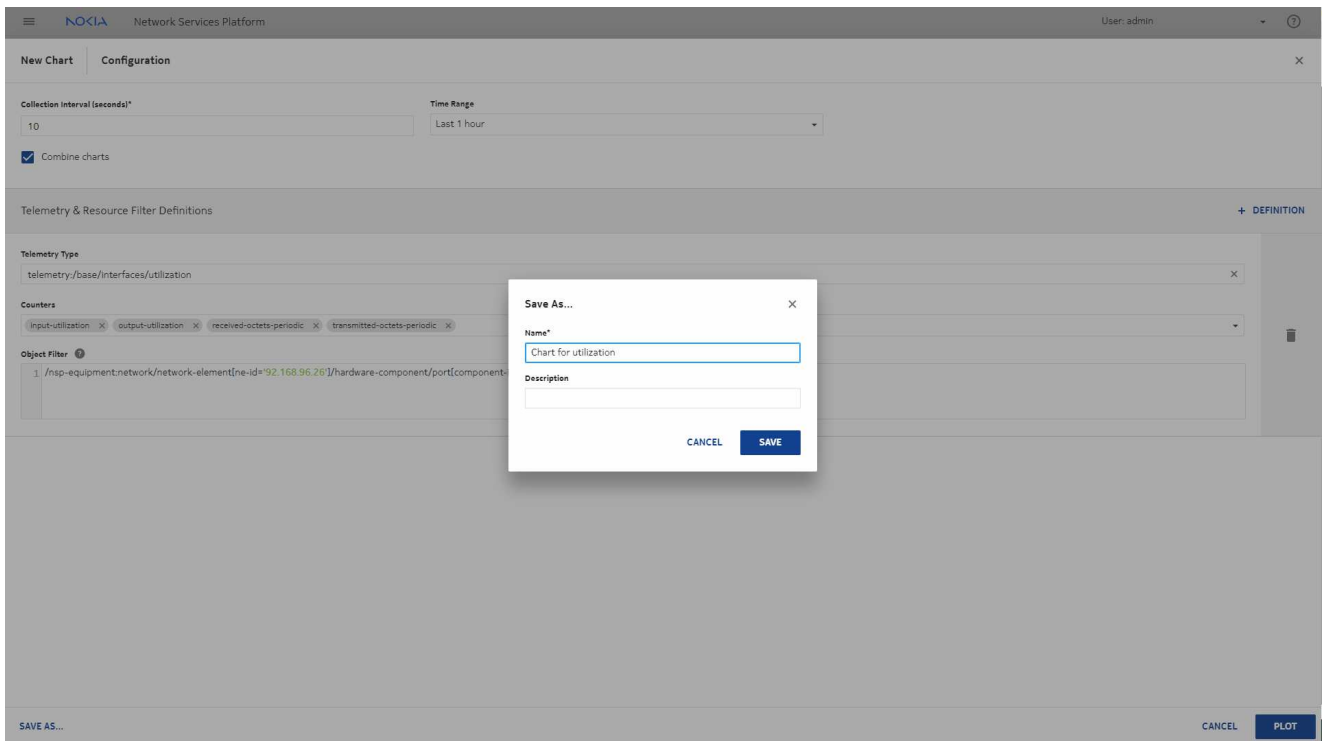 NOKIA Network Services Platform User: admin
New Chart Configuration
Collection Interval (seconds)* Time Range
10 Last 1 hour
Combine charts
Telemetry & Resource Filter Definitions + DEFINITION
Telemetry Type
telemetry:/base/interfaces/utilization
Counters
input-utilization output-utilization received-octets-periodic transmitted-octets-periodic
Object Filter
1 /nsp-equipment:network/network-element[ne-id='92.168.96.26']/hardware-component/port[component-
Save As...
Name*
Chart for utilization
Description
CANCEL SAVE
SAVE AS... CANCEL PLOT